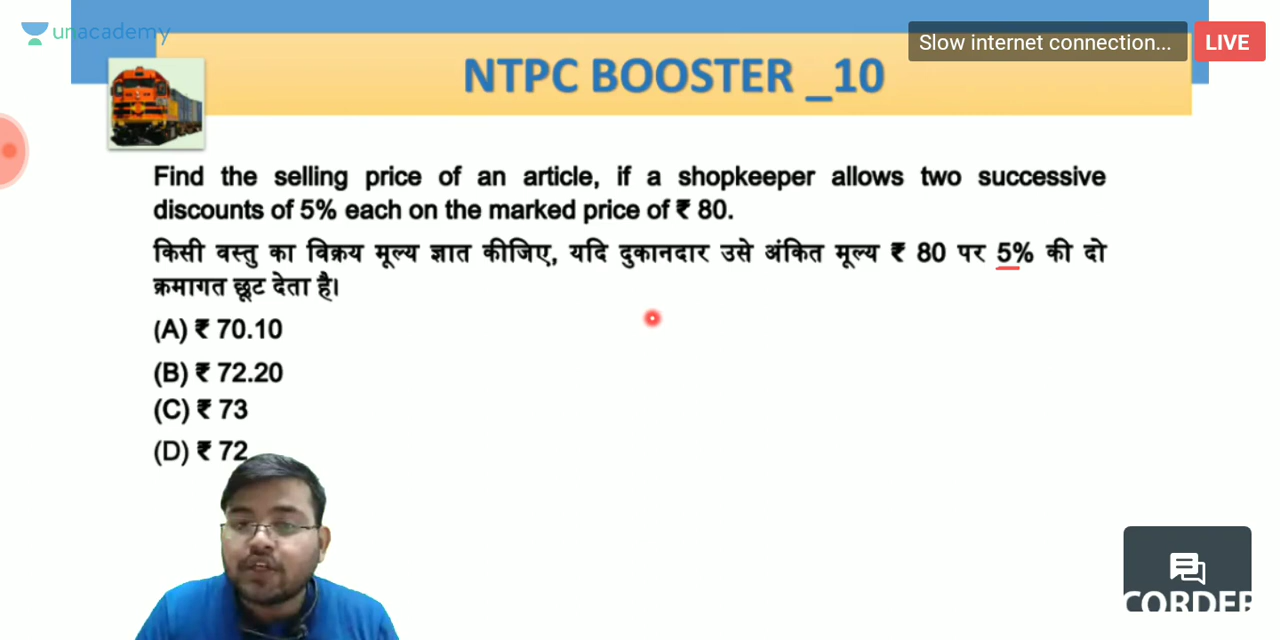 unacademy
Slow internet connection...
LIVE
NTPC BOOSTER _10
Find the selling price of an article, if a shopkeeper allows two successive
discounts of 5% each on the marked price of ₹ 80.
किसी वस्तु का विक्रय मूल्य ज्ञात कीजिए, यदि दुकानदार उसे अंकित मूल्य ₹ 80 पर 5% की दो
क्रमागत छूट देता है।
(A) ₹ 70.10
(B) ₹ 72.20
(C) ₹ 73
(D) ₹ 72